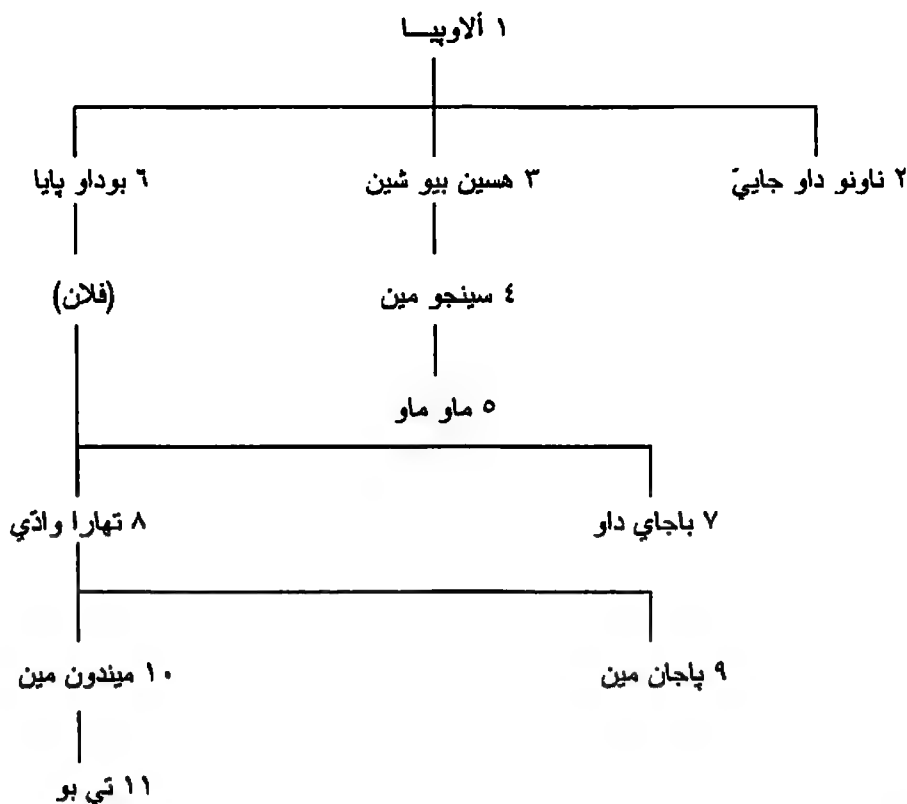 ١ ألاوپيا
٢ ناونو داو جاييّ
٣ هسين بيو شين
٦ بوداو پايا
٤ سينجو مين
(فلان)
٥ ماو ماو
٧ باجاي داو
٨ تهارا وادّي
٩ پاجان مين
١٠ ميندون مين
١١ تي بو